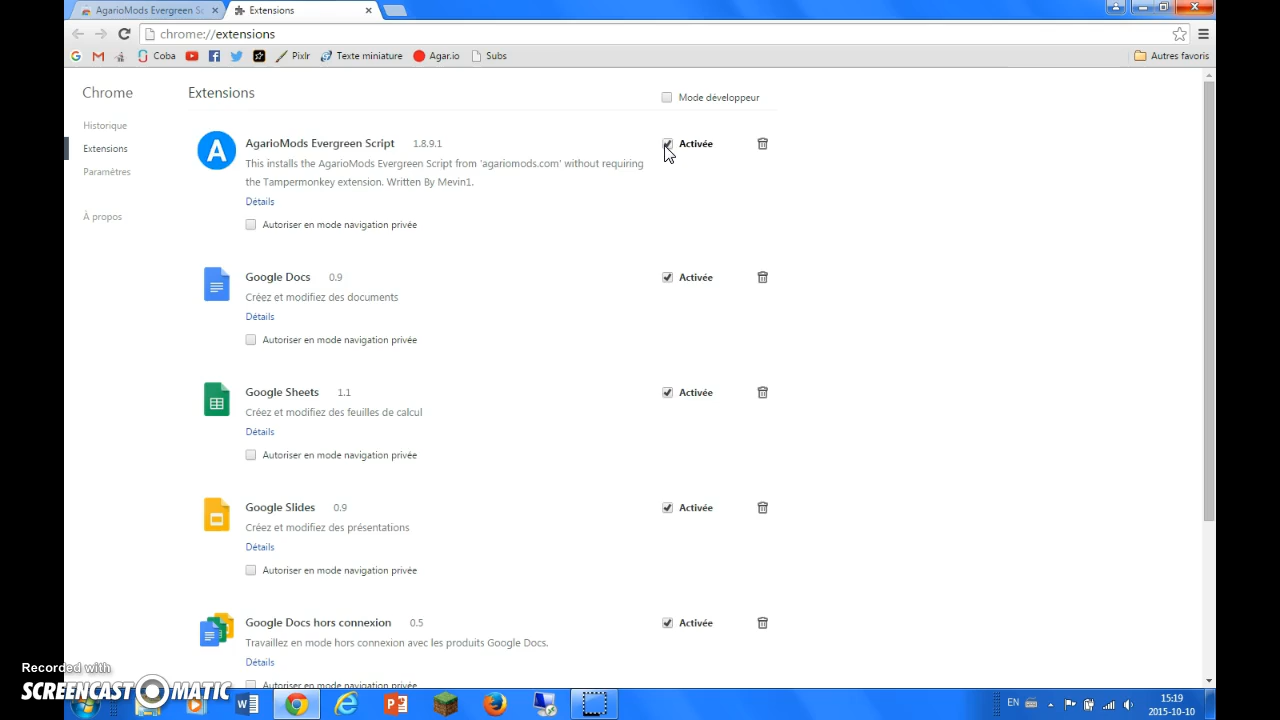 AgarioMods Evergreen Sc
Extensions
chrome://extensions
Coba
Pixlr
Texte miniature
Agar.io
Subs
Autres favoris
Chrome
Historique
Extensions
Paramètres
À propos
Extensions
Mode développeur
AgarioMods Evergreen Script 1.8.9.1
Activée
This installs the AgarioMods Evergreen Script from 'agariomods.com' without requiring
the Tampermonkey extension. Written By Mevin1.
Détails
Autoriser en mode navigation privée
Google Docs 0.9
Activée
Créez et modifiez des documents
Détails
Autoriser en mode navigation privée
Google Sheets 1.1
Activée
Créez et modifiez des feuilles de calcul
Détails
Autoriser en mode navigation privée
Google Slides 0.9
Activée
Créez et modifiez des présentations
Détails
Autoriser en mode navigation privée
Google Docs hors connexion 0.5
Activée
Travaillez en mode hors connexion avec les produits Google Docs.
Détails
Autoriser en mode navigation privée
Recorded with
SCREENCAST-O-MATIC
EN
15:19
2015-10-10